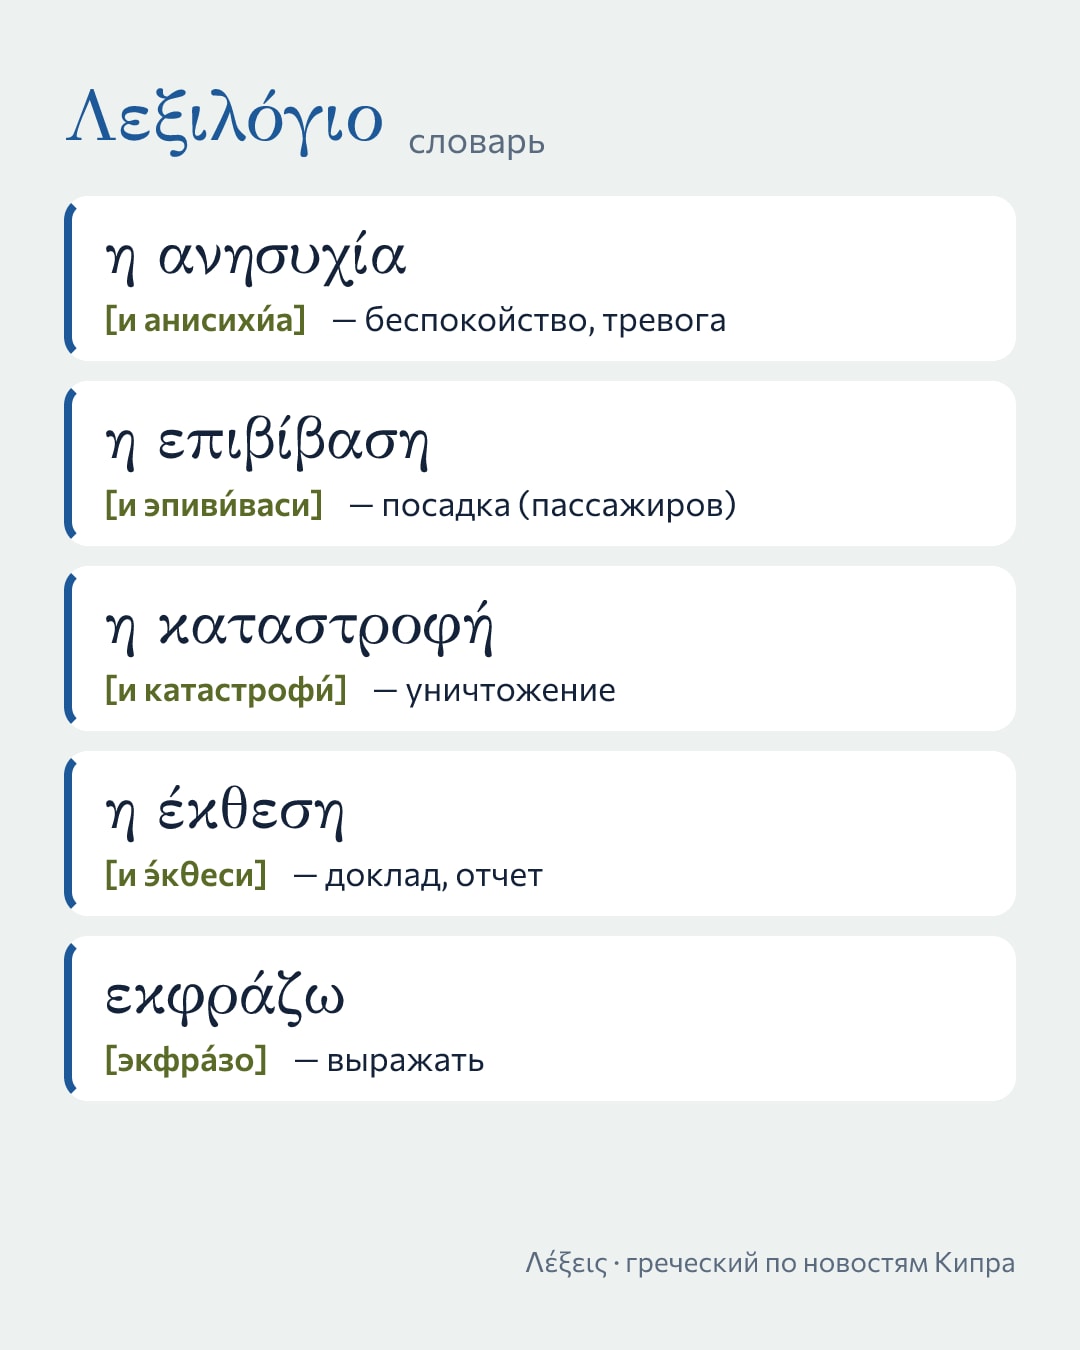 Λεξιλόγιο словарь
η ανησυχία
[и анисихи́а] — беспокойство, тревога
η επιβίβαση
[и эпиви́васи] — посадка (пассажиров)
η καταστροφή
[и катастрофи́] — уничтожение
η έκθεση
[и э́кθеси] — доклад, отчет
εκφράζω
[экфра́зо] — выражать
Λέξεις · греческий по новостям Кипра